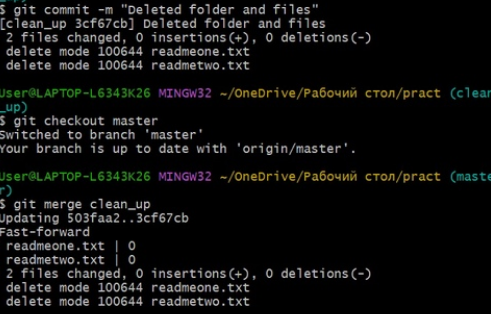 $ git commit -m "Deleted folder and files"
[clean_up 3cf67cb] Deleted folder and files
 2 files changed, 0 insertions(+), 0 deletions(-)
 delete mode 100644 readmeone.txt
 delete mode 100644 readmetwo.txt
User@LAPTOP-L6343K26 MINGW32 ~/OneDrive/Рабочий стол/pract (clean
_up)
$ git checkout master
Switched to branch 'master'
Your branch is up to date with 'origin/master'.
User@LAPTOP-L6343K26 MINGW32 ~/OneDrive/Рабочий стол/pract (maste
r)
$ git merge clean_up
Updating 503faa2..3cf67cb
Fast-forward
 readmeone.txt | 0
 readmetwo.txt | 0
 2 files changed, 0 insertions(+), 0 deletions(-)
 delete mode 100644 readmeone.txt
 delete mode 100644 readmetwo.txt